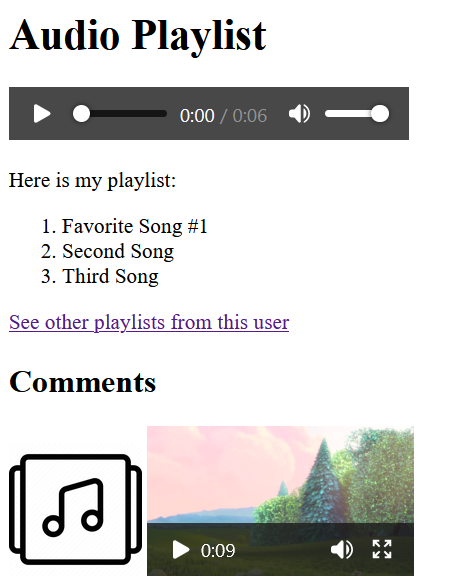 Audio Playlist
0:00 / 0:06
Here is my playlist:
1. Favorite Song #1
2. Second Song
3. Third Song
See other playlists from this user
Comments
0:09